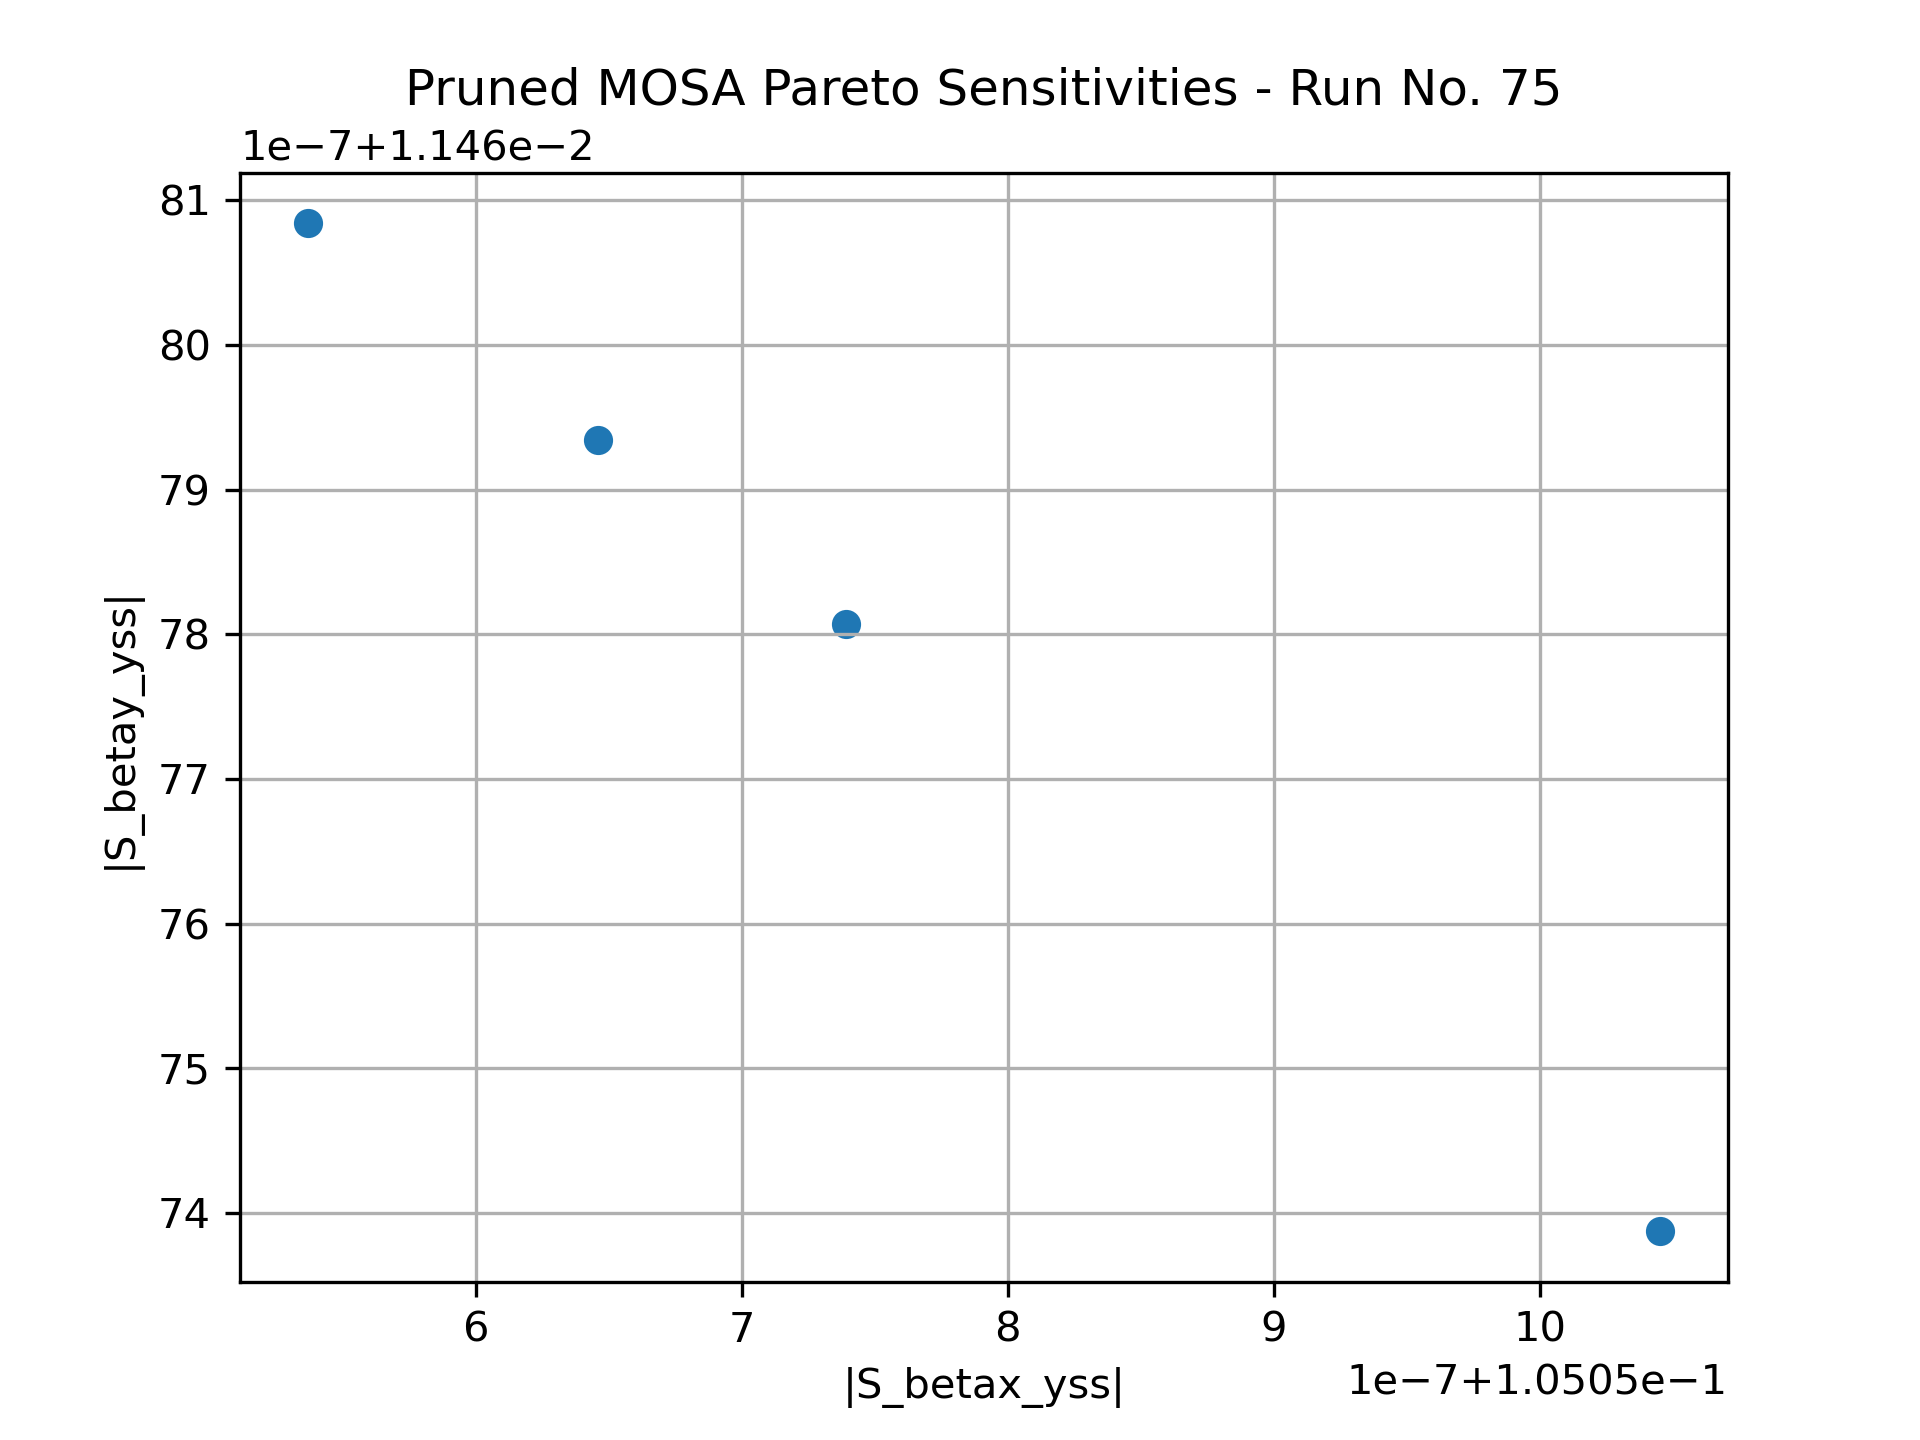 Pruned MOSA Pareto Sensitivities - Run No. 75
1e−7+1.146e−2
81
80
79
78
77
76
75
74
|S_betay_yss|
6 7 8 9 10
|S_betax_yss|
1e−7+1.0505e−1